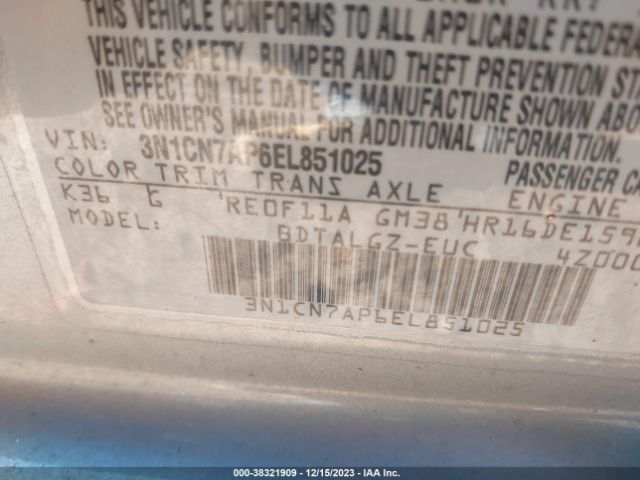 THIS VEHICLE CONFORMS TO ALL APPLICABLE FEDERA
VEHICLE SAFETY, BUMPER AND THEFT PREVENTION STA
IN EFFECT ON THE DATE OF MANUFACTURE SHOWN ABO
SEE OWNER'S MANUAL FOR ADDITIONAL INFORMATION.
VIN: 3N1CN7AP6EL851025 PASSENGER CA
COLOR TRIM TRANS AXLE ENGINE
K36 G RE0F11A GM38 HR16DE159
MODEL: BDTALGZ-EUC 4Z000
3N1CN7AP6EL851025
000-38321909 - 12/15/2023 - IAA Inc.